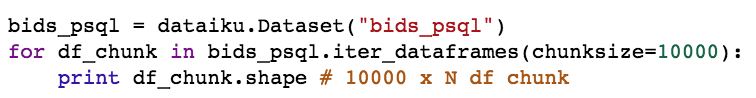 bids_psql = dataiku.Dataset("bids_psql")
for df_chunk in bids_psql.iter_dataframes(chunksize=10000):
    print df_chunk.shape # 10000 x N df chunk